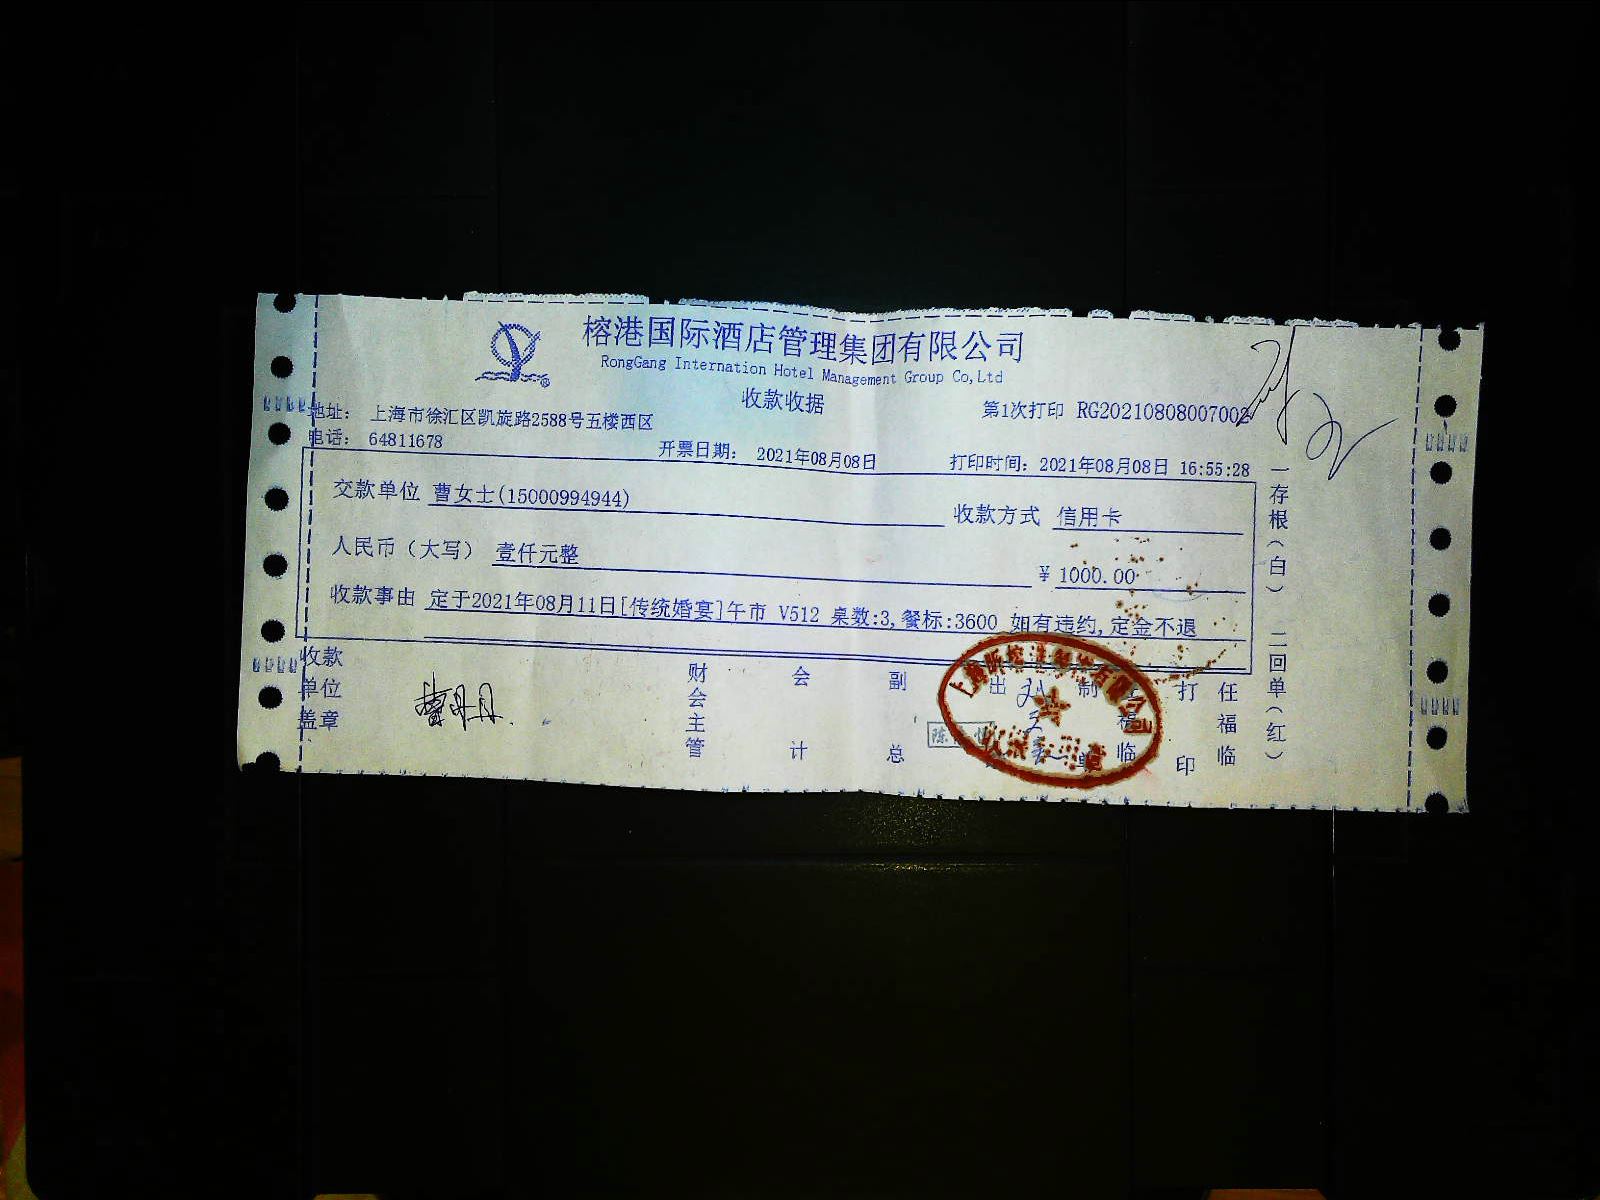 榕港国际酒店管理集团有限公司
RongGang Internation Hotel Management Group Co,Ltd
收款收据
第1次打印 RG20210808007002
地址： 上海市徐汇区凯旋路2588号五楼西区
电话： 64811678
开票日期： 2021年08月08日
打印时间：2021年08月08日 16:55:28
交款单位 曹女士(15000994944)
收款方式 信用卡
人民币（大写） 壹仟元整
¥ 1000.00
收款事由 定于2021年08月11日[传统婚宴]午市 V512 桌数:3,餐标:3600 如有违约,定金不退
收款单位盖章
财会主管
会计
副总
出
制单
福临
打印
任福临
一存根（白） 二回单（红）